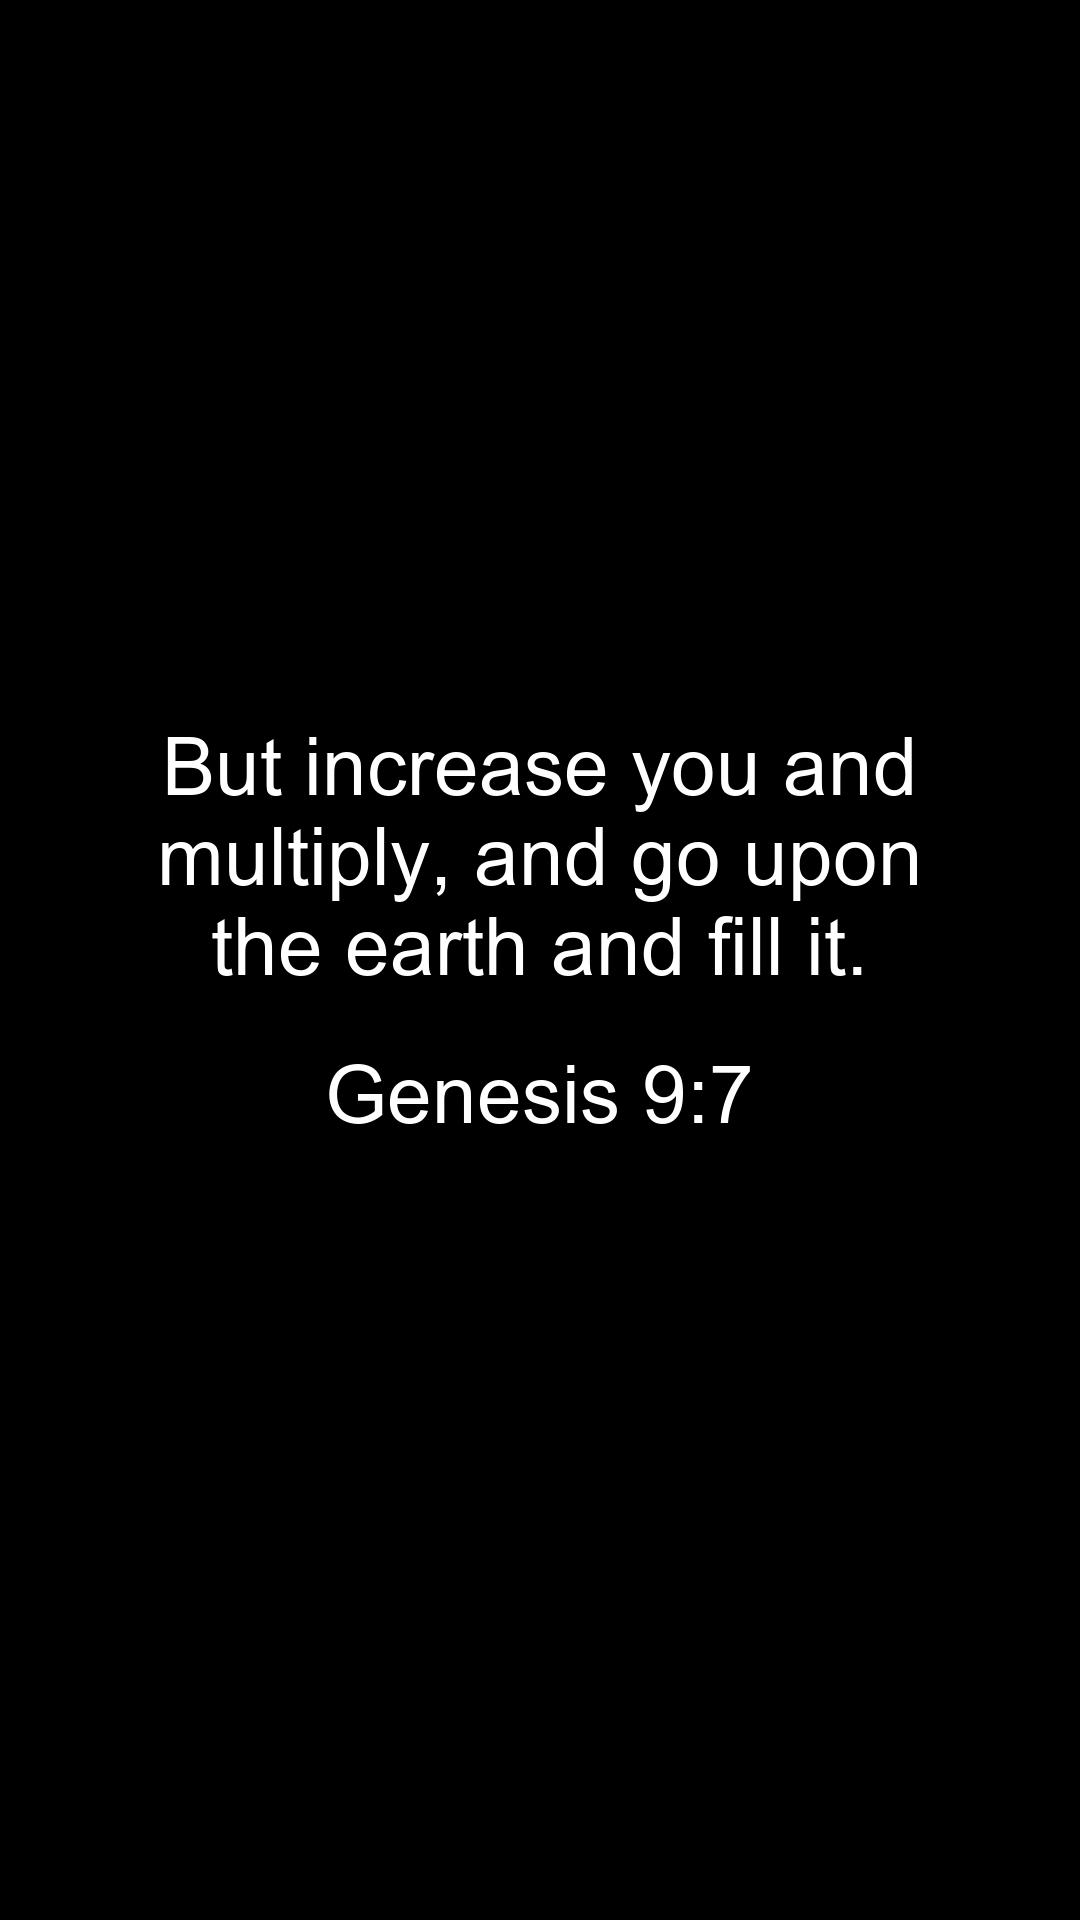 But increase you and
multiply, and go upon
the earth and fill it.
Genesis 9:7